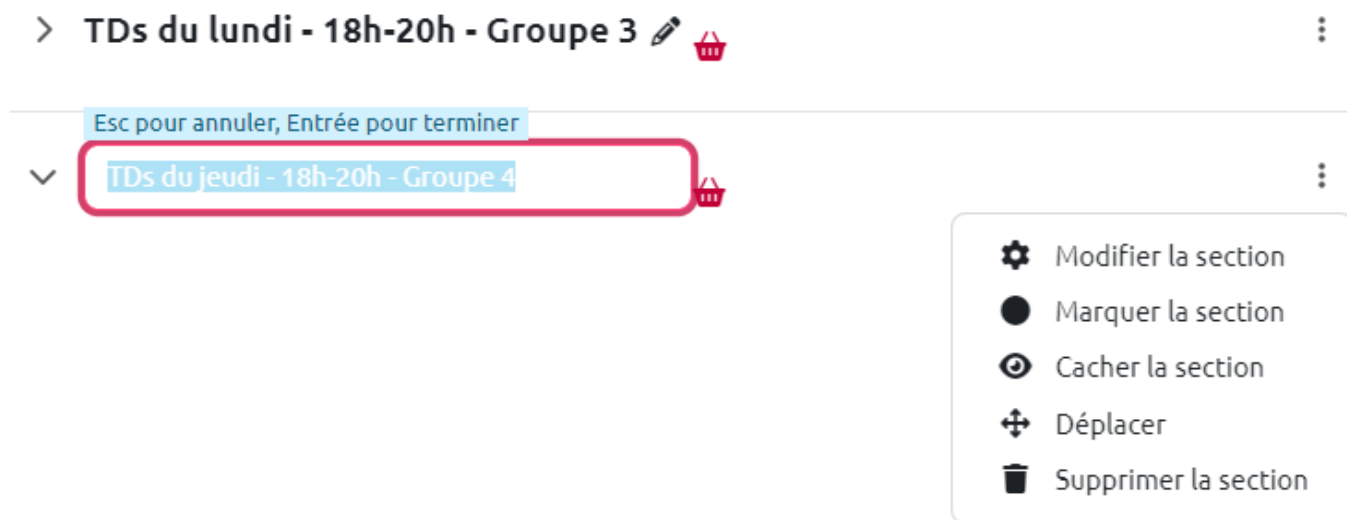 TDs du lundi - 18h-20h - Groupe 3
Esc pour annuler, Entrée pour terminer
TDs du jeudi - 18h-20h - Groupe 4
Modifier la section
Marquer la section
Cacher la section
Déplacer
Supprimer la section